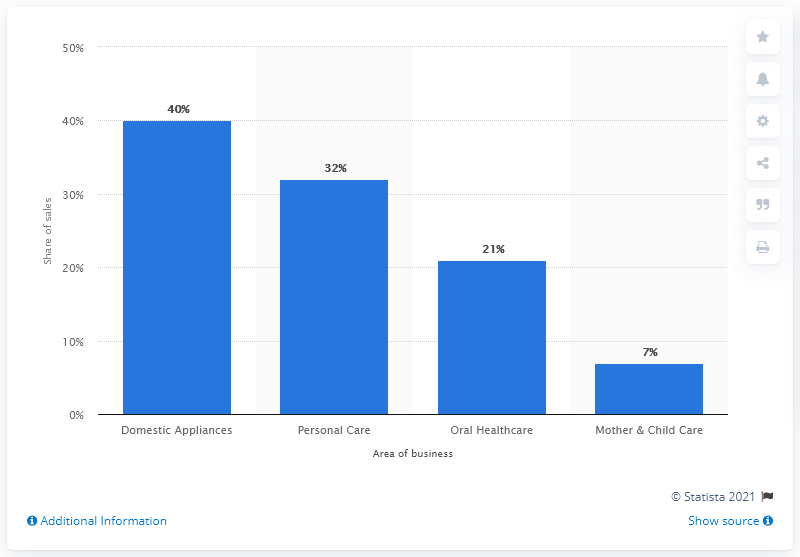 50%
40%
30%
20%
10%
0%
Share of sales
40%
32%
21%
7%
Domestic Appliances
Personal Care
Oral Healthcare
Mother & Child Care
Area of business
© Statista 2021
Additional Information
Show source